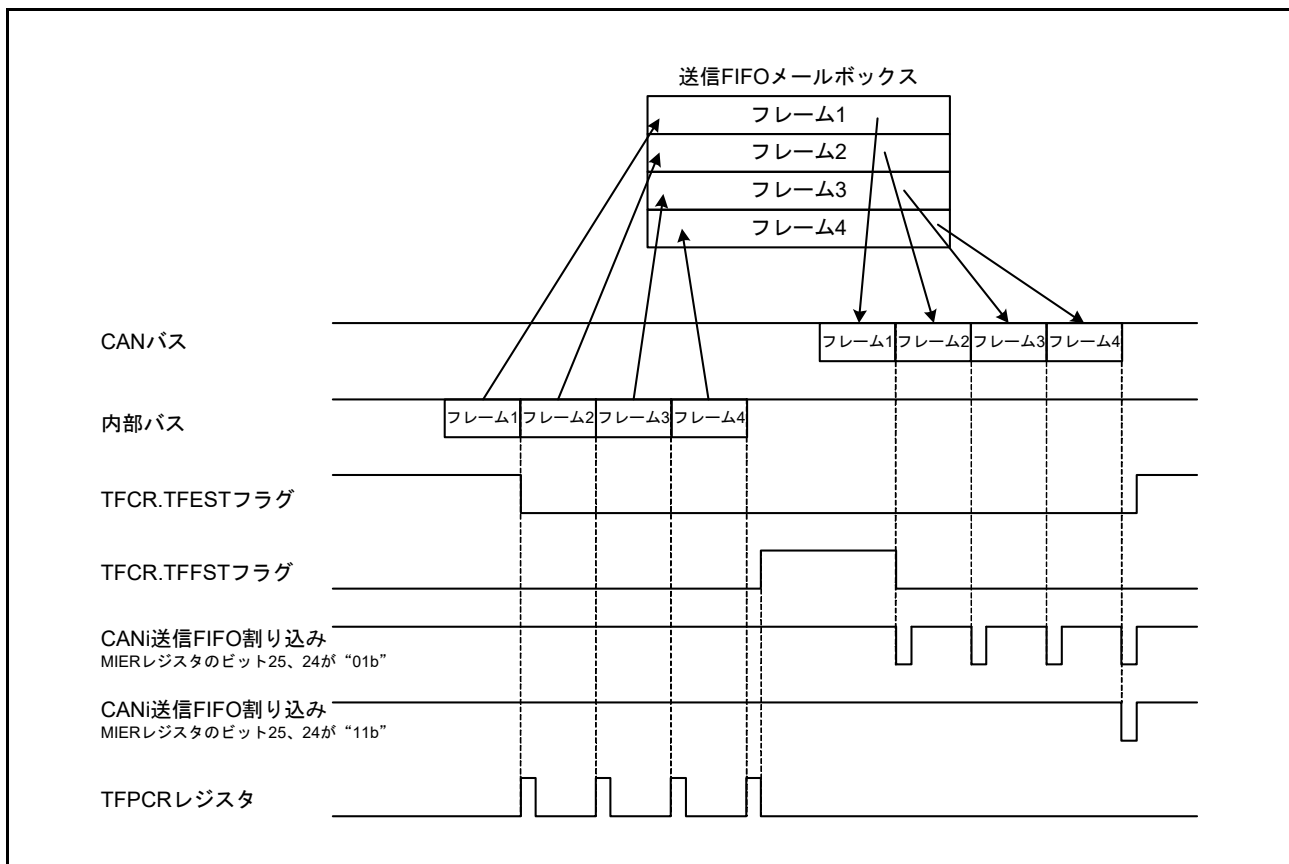 送信FIFOメールボックス
フレーム1
フレーム2
フレーム3
フレーム4
CANバス
フレーム1 フレーム2 フレーム3 フレーム4
内部バス
フレーム1 フレーム2 フレーム3 フレーム4
TFCR.TFESTフラグ
TFCR.TFFSTフラグ
CANi送信FIFO割り込み
MIERレジスタのビット25、24が“01b”
CANi送信FIFO割り込み
MIERレジスタのビット25、24が“11b”
TFPCRレジスタ